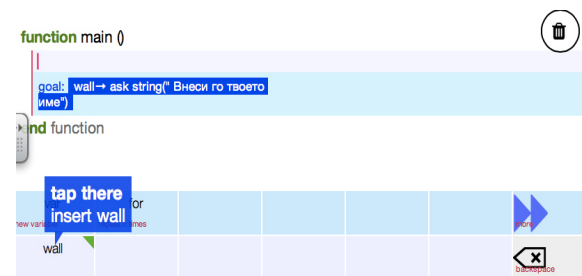 function main ()
goal: wall→ ask string(" Внеси го твоето
име")
end function
tap there
insert wall
for
new
more
wall
backspace